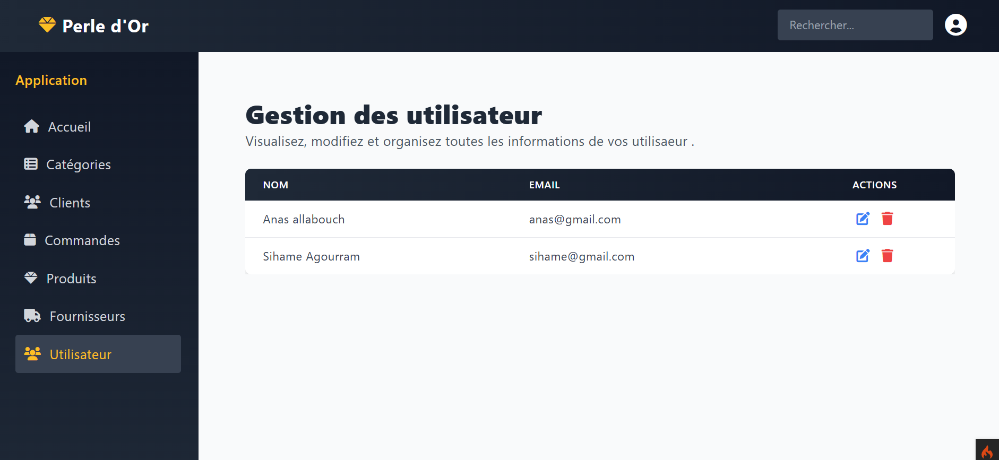 Perle d'Or
Rechercher...
Application
Accueil
Catégories
Clients
Commandes
Produits
Fournisseurs
Utilisateur
Gestion des utilisateur
Visualisez, modifiez et organisez toutes les informations de vos utilisaeur .
NOM EMAIL ACTIONS
Anas allabouch anas@gmail.com
Sihame Agourram sihame@gmail.com